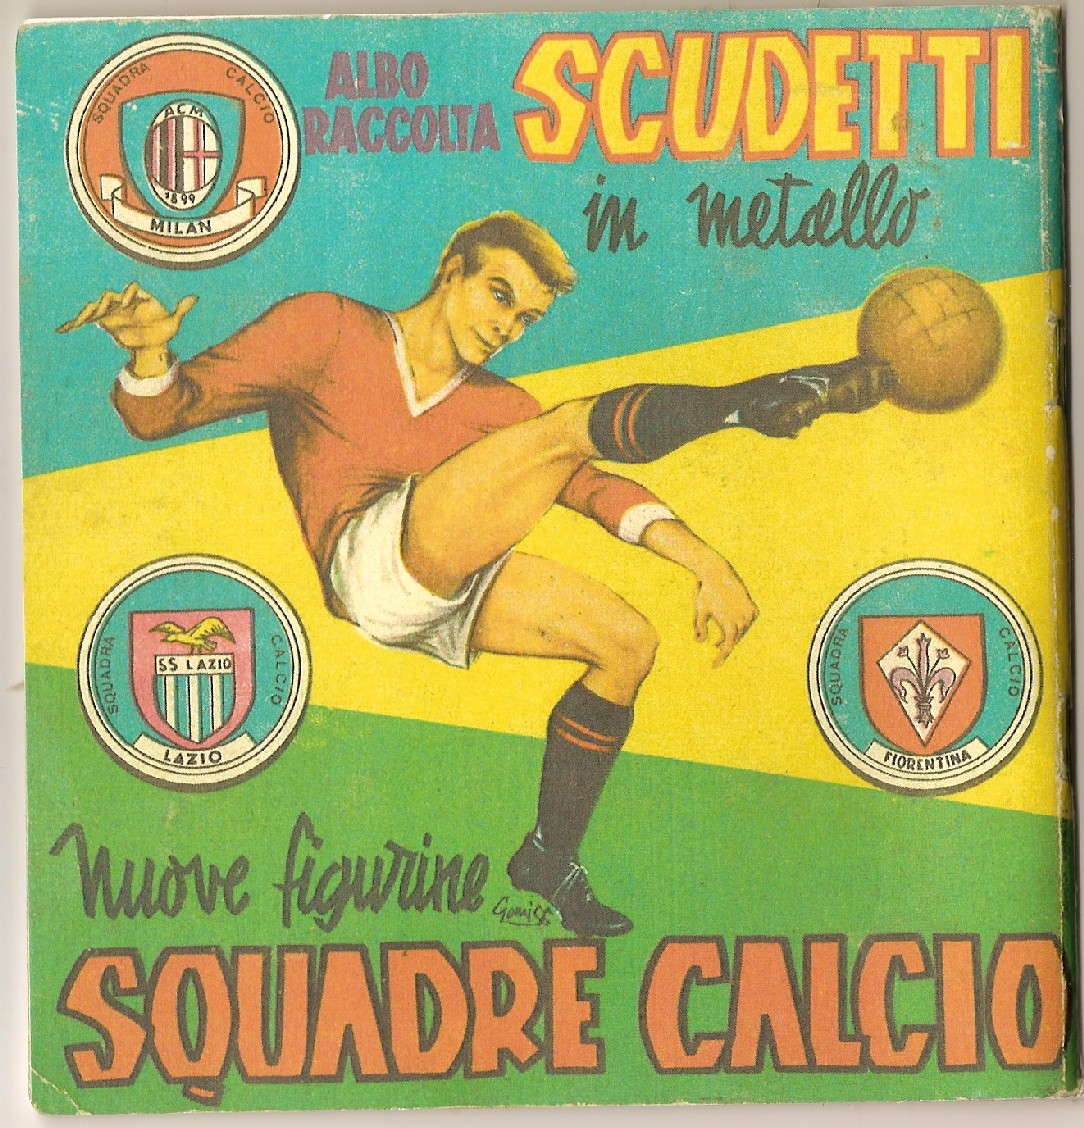 SQUADRA CALCIO
ACM
1899
MILAN
ALBO
RACCOLTA
SCUDETTI
in metallo
SQUADRA CALCIO
SS LAZIO
LAZIO
SQUADRA CALCIO
FIORENTINA
nuove figurine
SQUADRE CALCIO